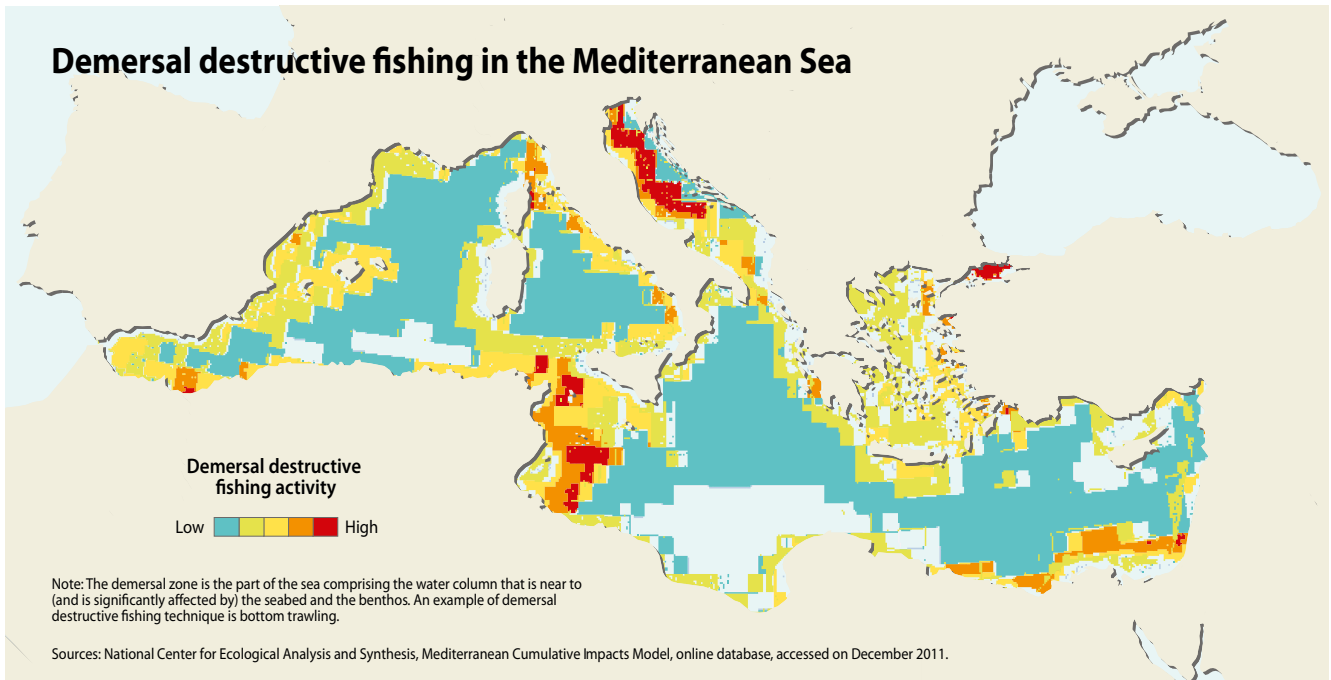 Demersal destructive fishing in the Mediterranean Sea
Demersal destructive
fishing activity
Low High
Note: The demersal zone is the part of the sea comprising the water column that is near to
(and is significantly affected by) the seabed and the benthos. An example of demersal
destructive fishing technique is bottom trawling.
Sources: National Center for Ecological Analysis and Synthesis, Mediterranean Cumulative Impacts Model, online database, accessed on December 2011.